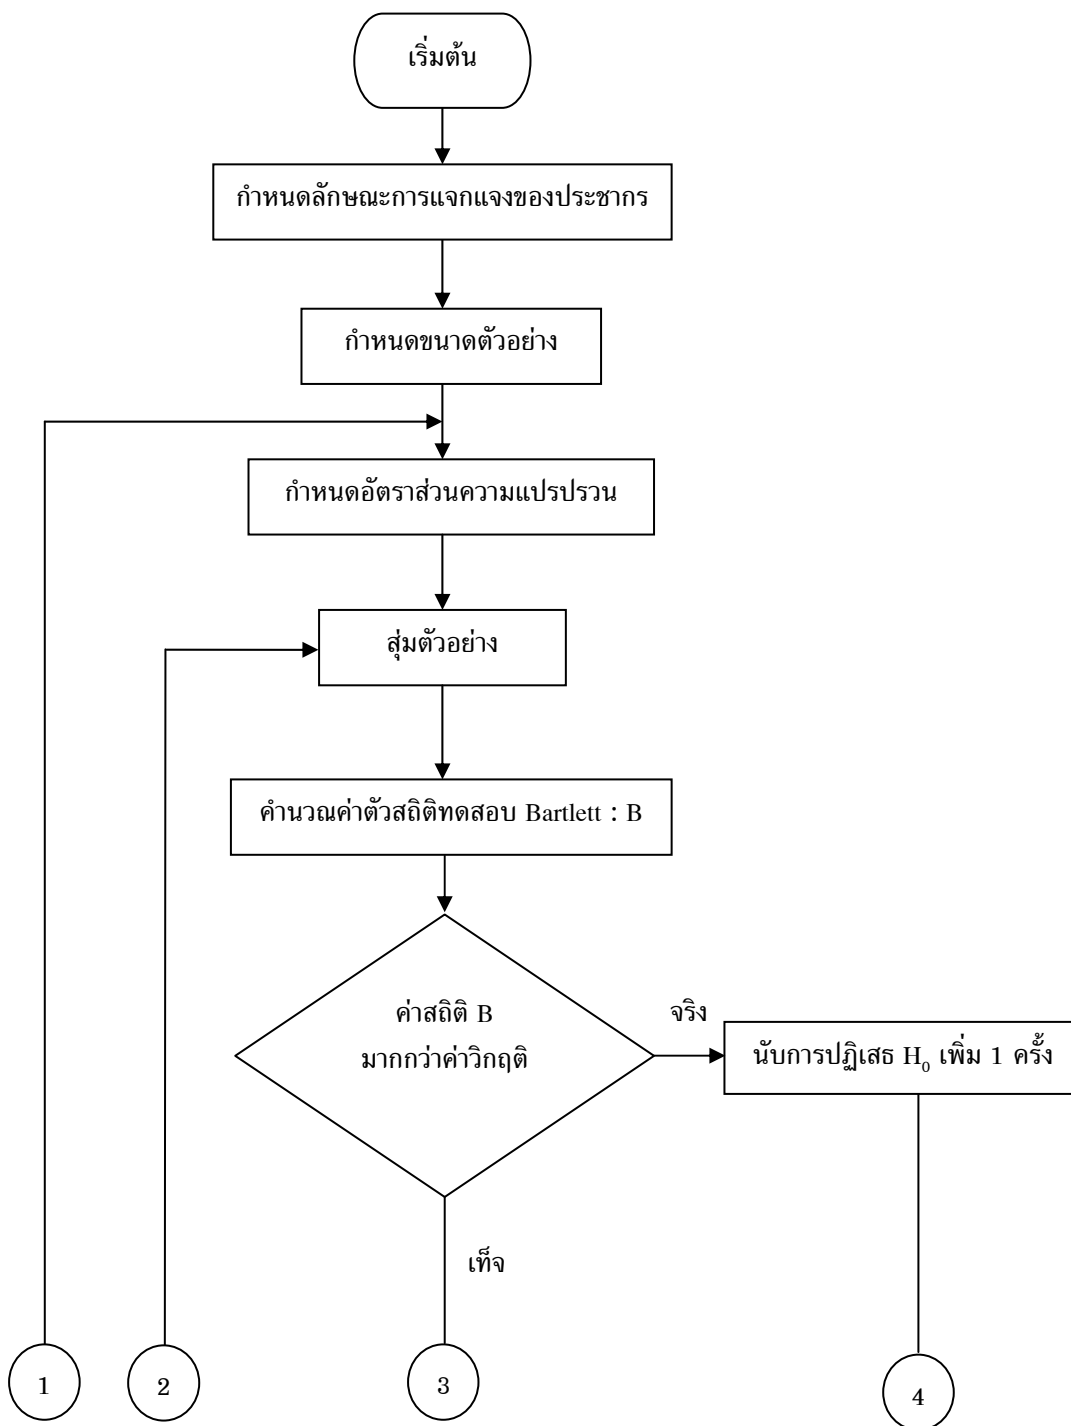 เริ่มต้น
กำหนดลักษณะการแจกแจงของประชากร
กำหนดขนาดตัวอย่าง
กำหนดอัตราส่วนความแปรปรวน
สุ่มตัวอย่าง
คำนวณค่าตัวสถิติทดสอบ Bartlett : B
ค่าสถิติ B
มากกว่าค่าวิกฤติ
จริง
นับการปฏิเสธ H₀ เพิ่ม 1 ครั้ง
เท็จ
1
2
3
4